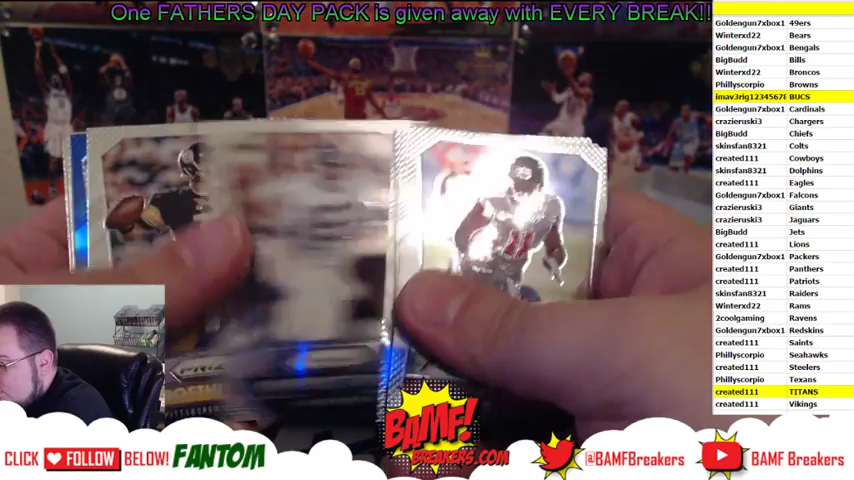 One FATHERS DAY PACK is given away with EVERY BREAK!!
Goldengun7xbox1 49ers
Winterxd22 Bears
Goldengun7xbox1 Bengals
BigBudd Bills
Winterxd22 Broncos
Phillyscorpio Browns
imav3rig12345678 BUCS
Goldengun7xbox1 Cardinals
crazieruski3 Chargers
BigBudd Chiefs
skinsfan8321 Colts
created111 Cowboys
skinsfan8321 Dolphins
created111 Eagles
Goldengun7xbox1 Falcons
crazieruski3 Giants
crazieruski3 Jaguars
BigBudd Jets
created111 Lions
Goldengun7xbox1 Packers
created111 Panthers
created111 Patriots
skinsfan8321 Raiders
Winterxd22 Rams
2coolgaming Ravens
Goldengun7xbox1 Redskins
created111 Saints
Phillyscorpio Seahawks
created111 Steelers
Phillyscorpio Texans
created111 TITANS
created111 Vikings
11
PRIZ
PITTSBURGH
BAMF!
BREAKERS.COM
CLICK FOLLOW BELOW! FANTOM
@BAMFBreakers
BAMF Breakers